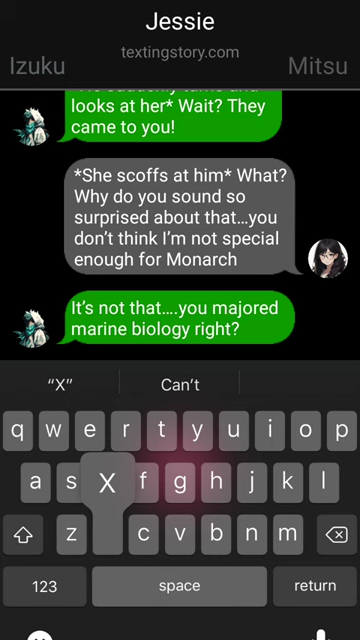 Jessie
textingstory.com
Izuku
Mitsu
looks at her* Wait? They
came to you!
*She scoffs at him* What?
Why do you sound so
surprised about that...you
don't think I'm not special
enough for Monarch
It's not that....you majored
marine biology right?
“X”
Can't
q w e r t y u i o p
a s X f g h j k l
z c v b n m
123 space return